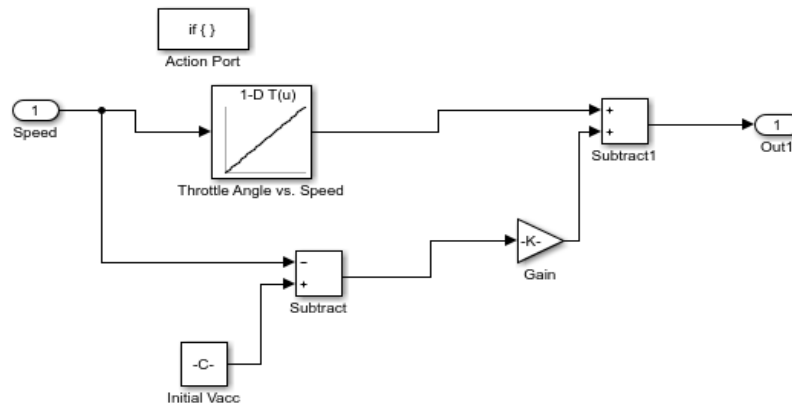 if { }
Action Port
1
Speed
1-D T(u)
Throttle Angle vs. Speed
+
+
Subtract1
1
Out1
-K-
Gain
−
+
Subtract
-C-
Initial Vacc